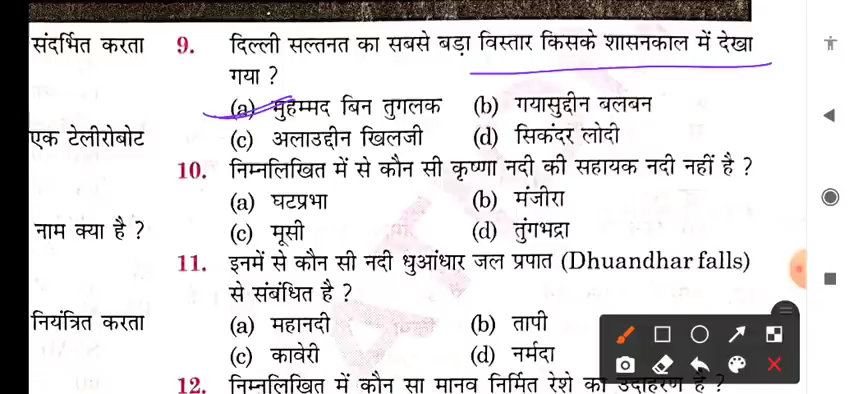 संदर्भित करता
9. दिल्ली सल्तनत का सबसे बड़ा विस्तार किसके शासनकाल में देखा
गया ?
(a) मुहम्मद बिन तुगलक (b) गयासुद्दीन बलबन
एक टेलीरोबोट
(c) अलाउद्दीन खिलजी (d) सिकंदर लोदी
10. निम्नलिखित में से कौन सी कृष्णा नदी की सहायक नदी नहीं है ?
(a) घटप्रभा (b) मंजीरा
नाम क्या है ?
(c) मूसी (d) तुंगभद्रा
11. इनमें से कौन सी नदी धुआंधार जल प्रपात (Dhuandhar falls)
से संबंधित है ?
नियंत्रित करता
(a) महानदी (b) तापी
(c) कावेरी (d) नर्मदा
12. निम्नलिखित में कौन सा मानव निर्मित रेशे का उदाहरण है ?